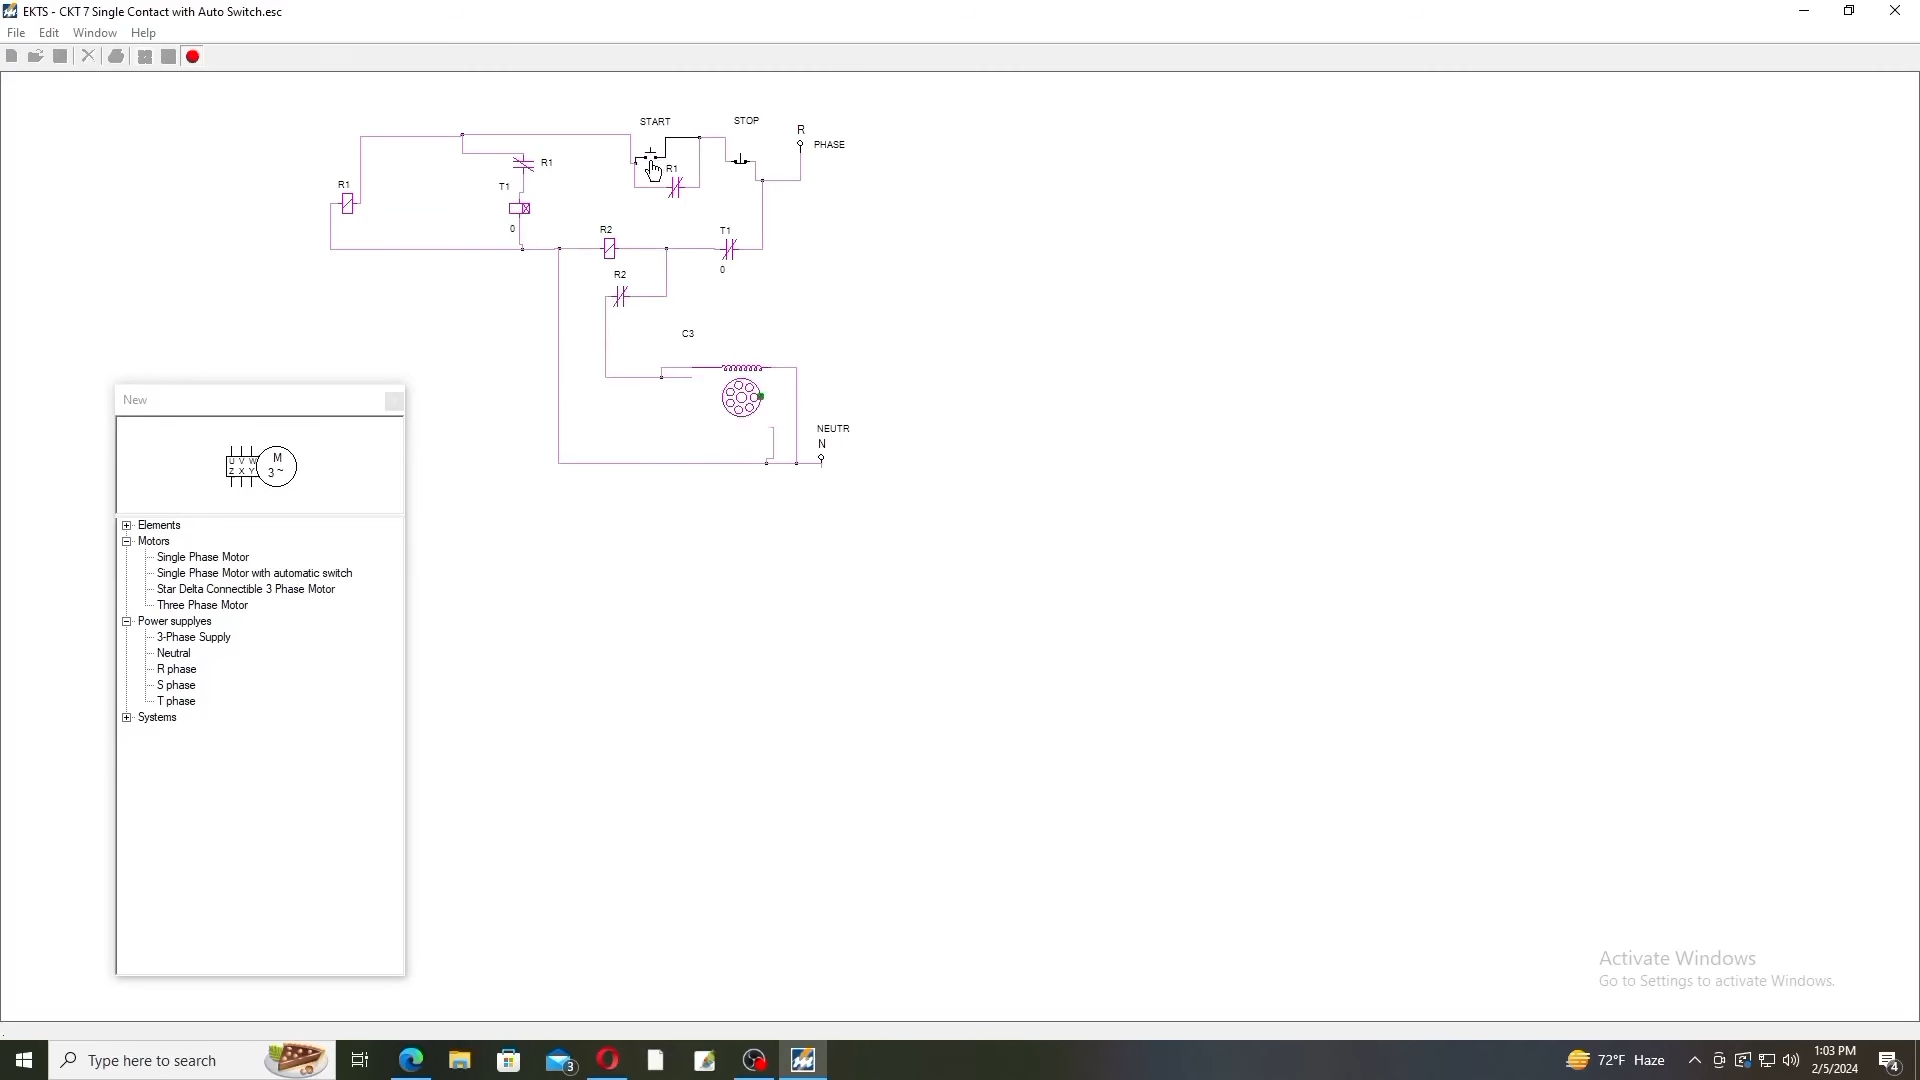 EKTS - CKT 7 Single Contact with Auto Switch.esc
File Edit Window Help
START
STOP
R
PHASE
R1
R1
T1
R1
0
R2
T1
0
R2
C3
NEUTR
N
New
M
3 ~
U V W
Z X Y
Elements
Motors
Single Phase Motor
Single Phase Motor with automatic switch
Star Delta Connectible 3 Phase Motor
Three Phase Motor
Power supplyes
3-Phase Supply
Neutral
R phase
S phase
T phase
Systems
Activate Windows
Go to Settings to activate Windows.
Type here to search
3
72°F Haze
1:03 PM
2/5/2024
4